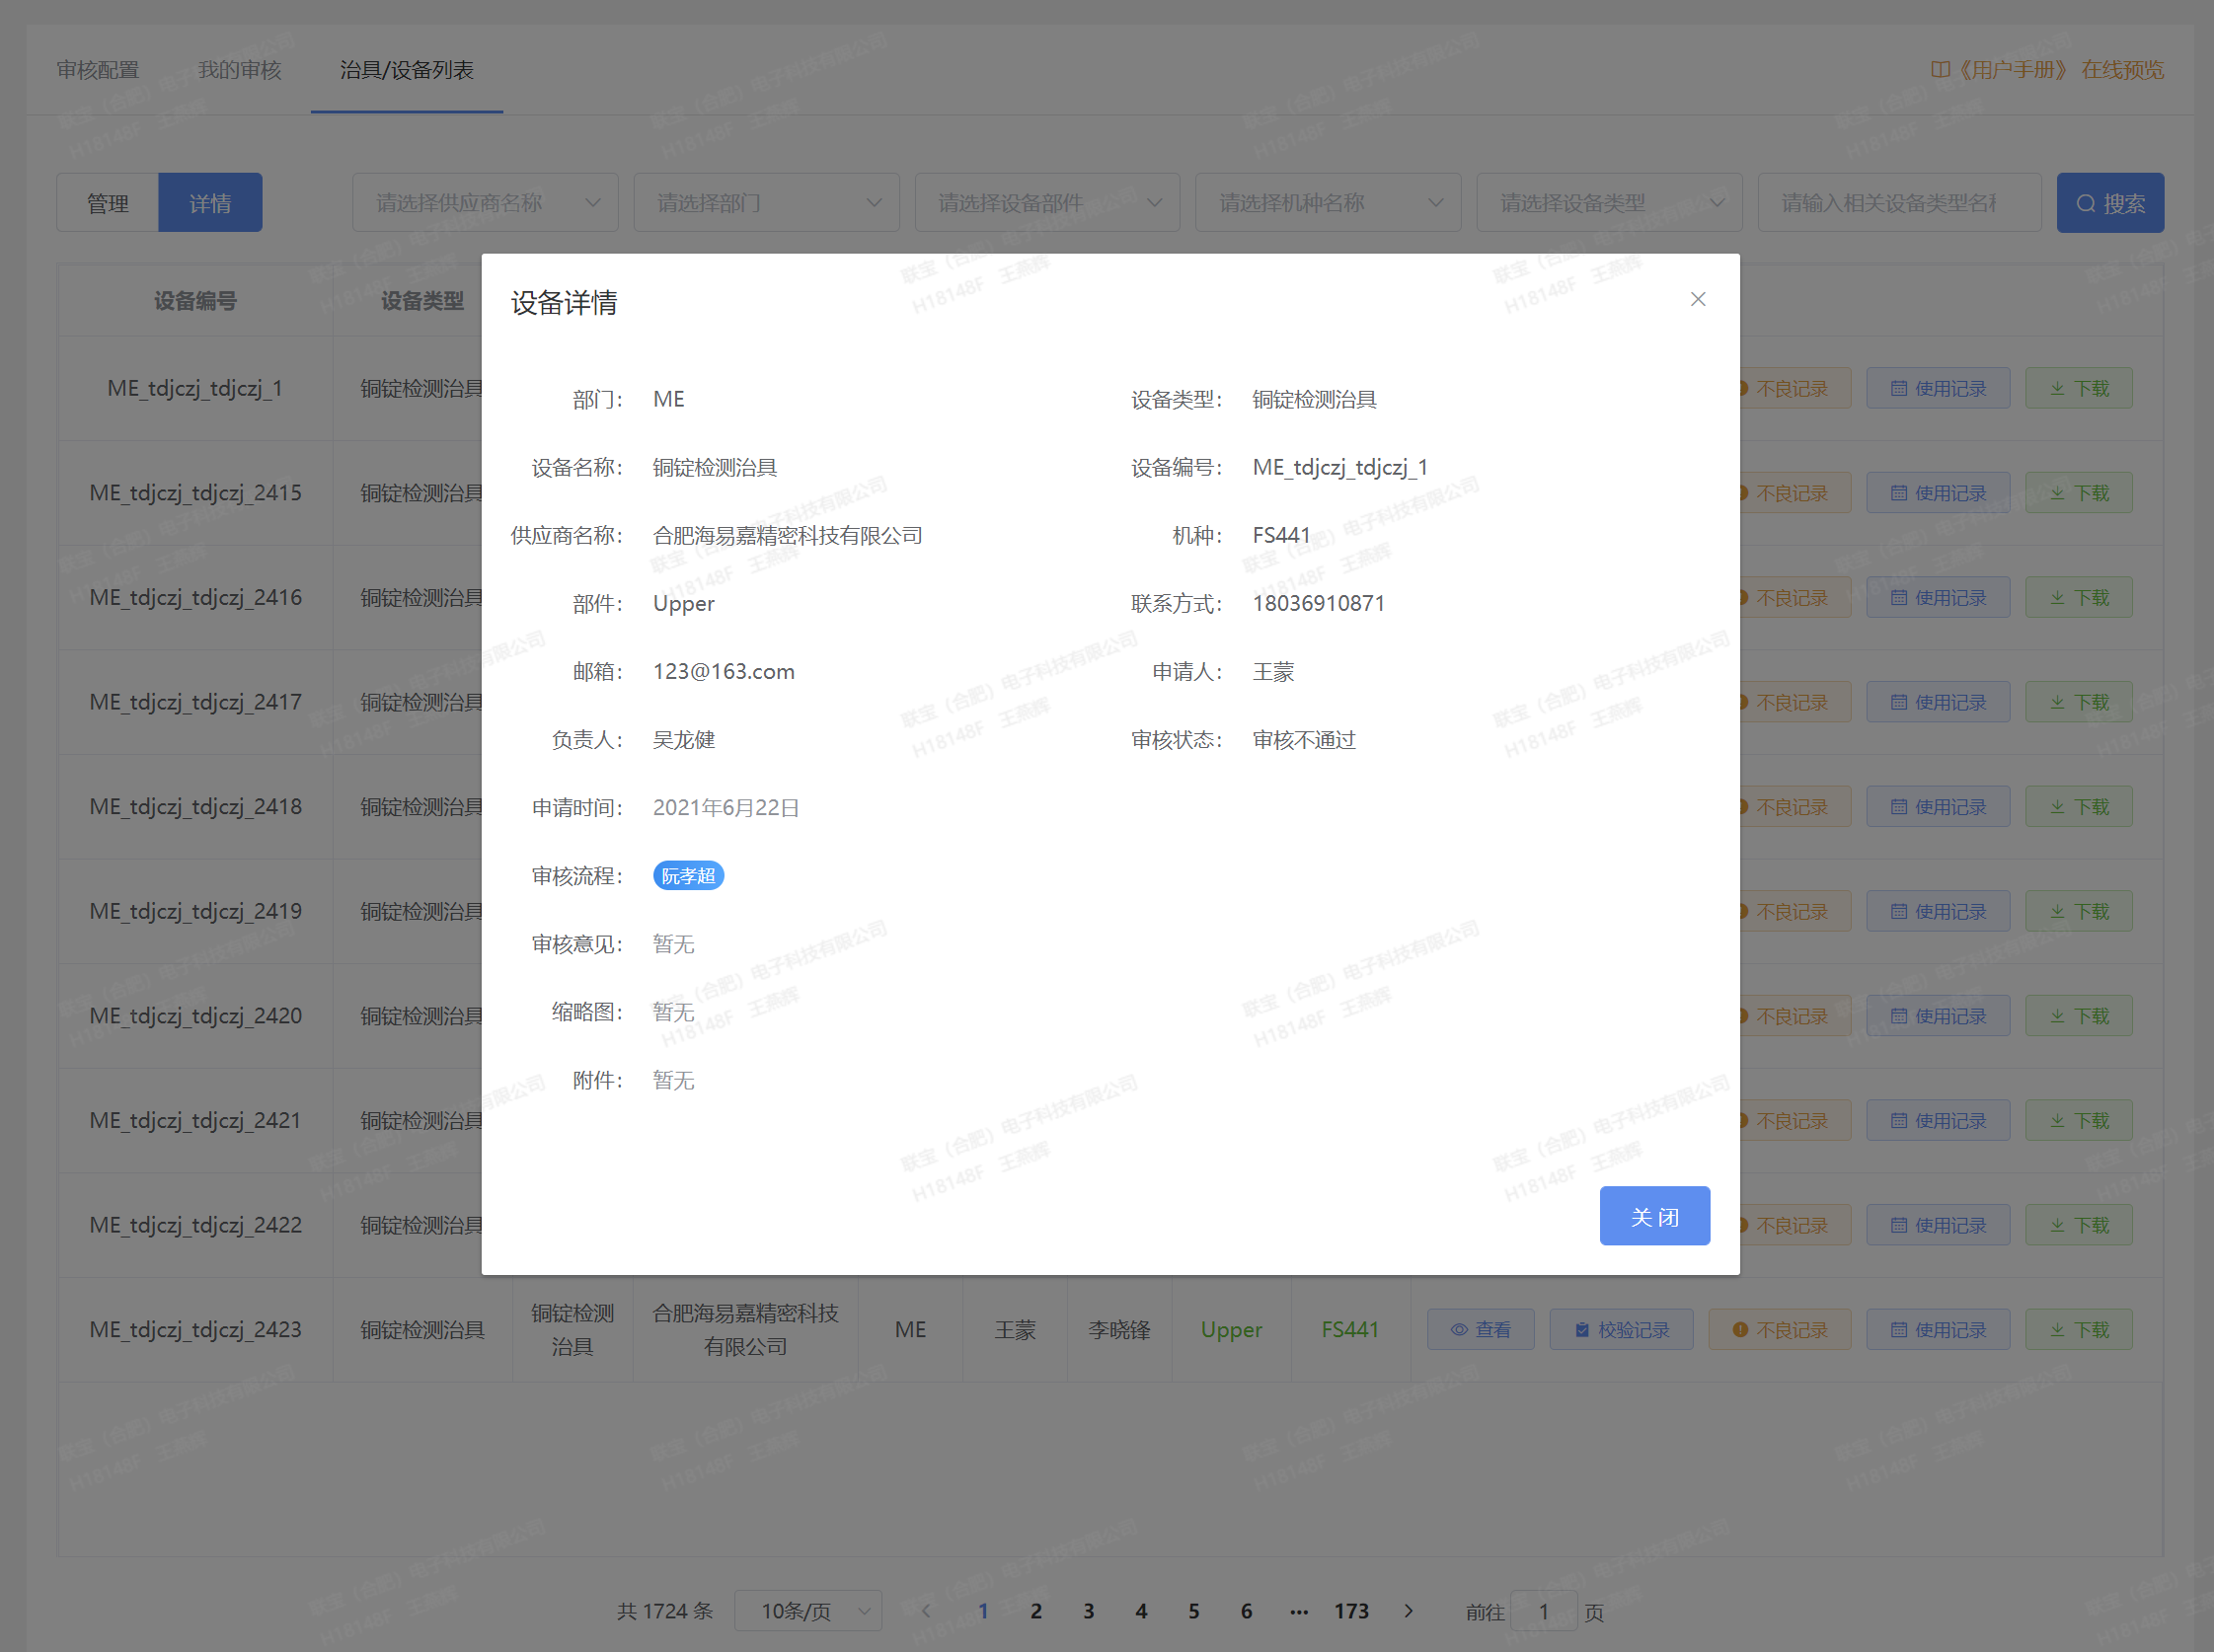 审核配置 我的审核 治具/设备列表 《用户手册》 在线预览
管理 详情 请选择供应商名称 请选择部门 请选择设备部件 请选择机种名称 请选择设备类型 请输入相关设备类型名称 搜索
设备编号 设备类型
设备详情
ME_tdjczj_tdjczj_1 铜锭检测治具 不良记录 使用记录 下载
ME_tdjczj_tdjczj_2415 铜锭检测治具 不良记录 使用记录 下载
ME_tdjczj_tdjczj_2416 铜锭检测治具 不良记录 使用记录 下载
ME_tdjczj_tdjczj_2417 铜锭检测治具 不良记录 使用记录 下载
ME_tdjczj_tdjczj_2418 铜锭检测治具 不良记录 使用记录 下载
ME_tdjczj_tdjczj_2419 铜锭检测治具 不良记录 使用记录 下载
ME_tdjczj_tdjczj_2420 铜锭检测治具 不良记录 使用记录 下载
ME_tdjczj_tdjczj_2421 铜锭检测治具 不良记录 使用记录 下载
ME_tdjczj_tdjczj_2422 铜锭检测治具 不良记录 使用记录 下载
部门: ME 设备类型: 铜锭检测治具
设备名称: 铜锭检测治具 设备编号: ME_tdjczj_tdjczj_1
供应商名称: 合肥海易嘉精密科技有限公司 机种: FS441
部件: Upper 联系方式: 18036910871
邮箱: 123@163.com 申请人: 王蒙
负责人: 吴龙健 审核状态: 审核不通过
申请时间: 2021年6月22日
审核流程: 阮孝超
审核意见: 暂无
缩略图: 暂无
附件: 暂无
关 闭
ME_tdjczj_tdjczj_2423 铜锭检测治具 铜锭检测治具 合肥海易嘉精密科技有限公司 ME 王蒙 李晓锋 Upper FS441 查看 校验记录 不良记录 使用记录 下载
共 1724 条 10条/页 1 2 3 4 5 6 ••• 173 前往 1 页
联宝（合肥）电子科技有限公司
H18148F 王燕辉